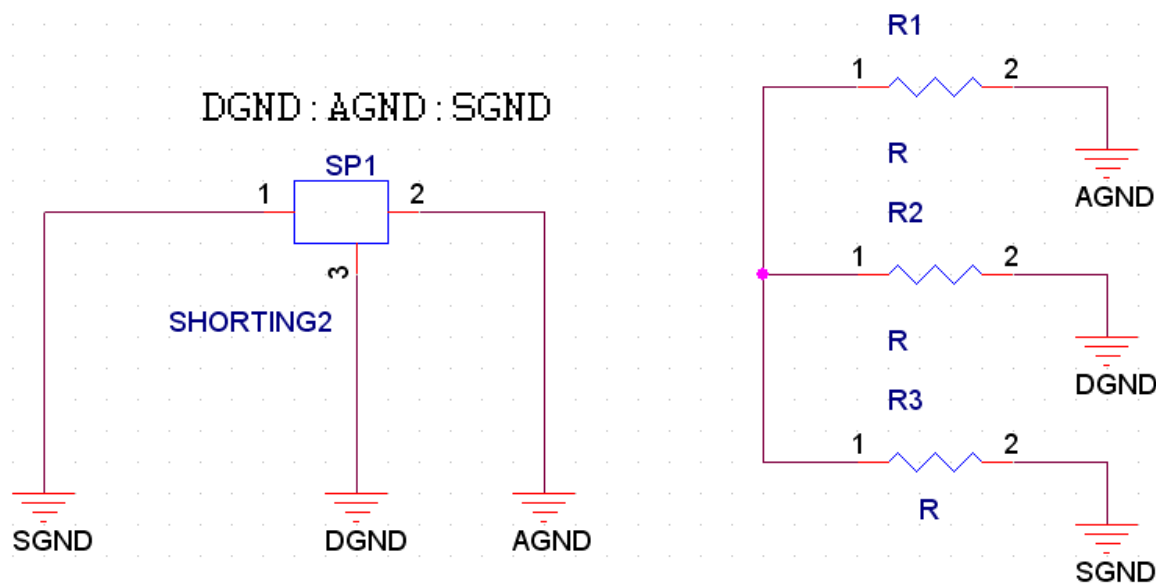 DGND:AGND:SGND
SP1
1
2
3
SHORTING2
SGND
DGND
AGND
R1
1
2
R
AGND
R2
1
2
R
DGND
R3
1
2
R
SGND